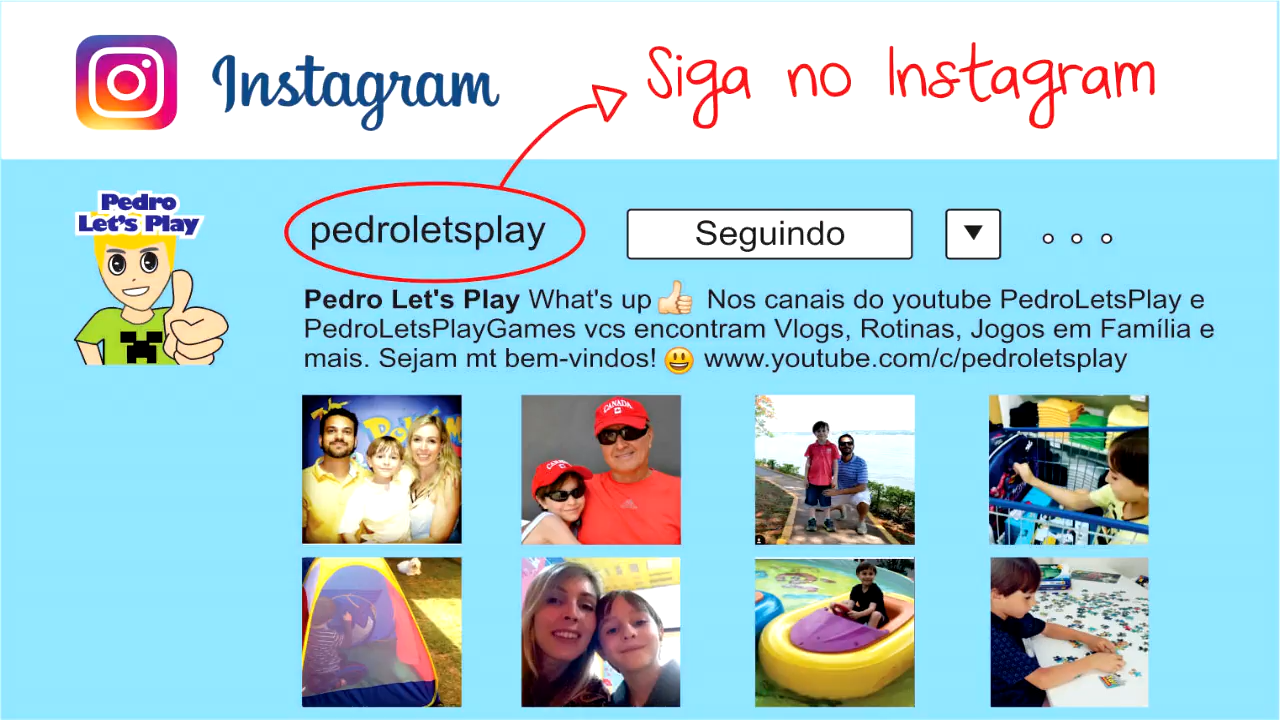 Instagram
Siga no Instagram
Pedro
Let's Play
pedroletsplay
Seguindo
Pedro Let's Play What's up👍 Nos canais do youtube PedroLetsPlay e
PedroLetsPlayGames vcs encontram Vlogs, Rotinas, Jogos em Família e
mais. Sejam mt bem-vindos! 😃 www.youtube.com/c/pedroletsplay
CANADA